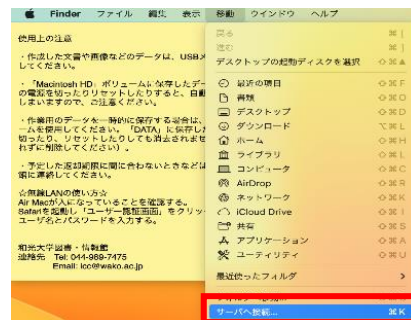 Finder ファイル 編集 表示 移動 ウインドウ ヘルプ
使用上の注意
・作成した文書や画像などのデータは、USBメ
してください。
・「Macintosh HD」ボリュームに保存したデー
の電源を切ったりリセットしたりすると、自動
しまいますので、ご注意ください。
・作業用のデータを一時的に保存する場合は、
ームを使用してください。「DATA」に保存し
切ったり、リセットしたりしても消去されませ
れずに削除してください）。
・予定した返却期限に間に合わないときなどは
領に連絡してください。
☆無線LANの使い方☆
Air Macが入になっていることを確認する。
Safariを起動し「ユーザー認証画面」をクリッ
ユーザ名とパスワードを入力する。
和光大学図書・情報館
連絡先 Tel: 044-989-7475
Email: icc@wako.ac.jp
戻る ⌘[
進む ⌘]
デスクトップの起動ディスクを選択 ⇧⌘▲
最近の項目 ⇧⌘F
書類 ⇧⌘O
デスクトップ ⇧⌘D
ダウンロード ⌥⌘L
ホーム ⇧⌘H
ライブラリ ⇧⌘L
コンピュータ ⇧⌘C
AirDrop ⇧⌘R
ネットワーク ⇧⌘K
iCloud Drive ⇧⌘I
共有 ⇧⌘S
アプリケーション ⇧⌘A
ユーティリティ ⇧⌘U
最近使ったフォルダ >
サーバへ接続... ⌘K